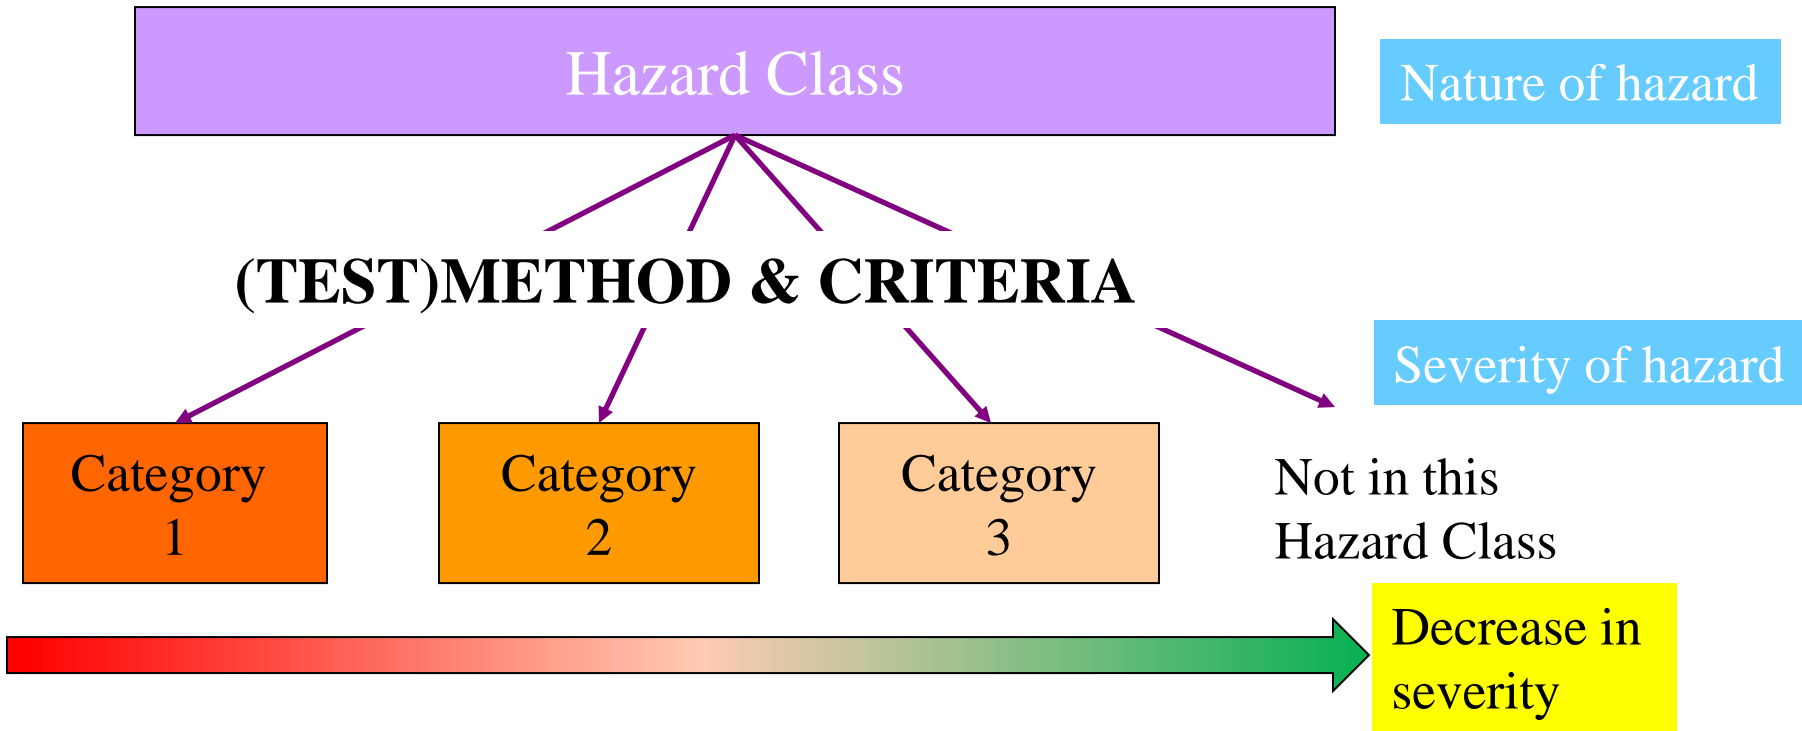 Hazard Class
Nature of hazard
(TEST)METHOD & CRITERIA
Severity of hazard
Category
1
Category
2
Category
3
Not in this
Hazard Class
Decrease in
severity